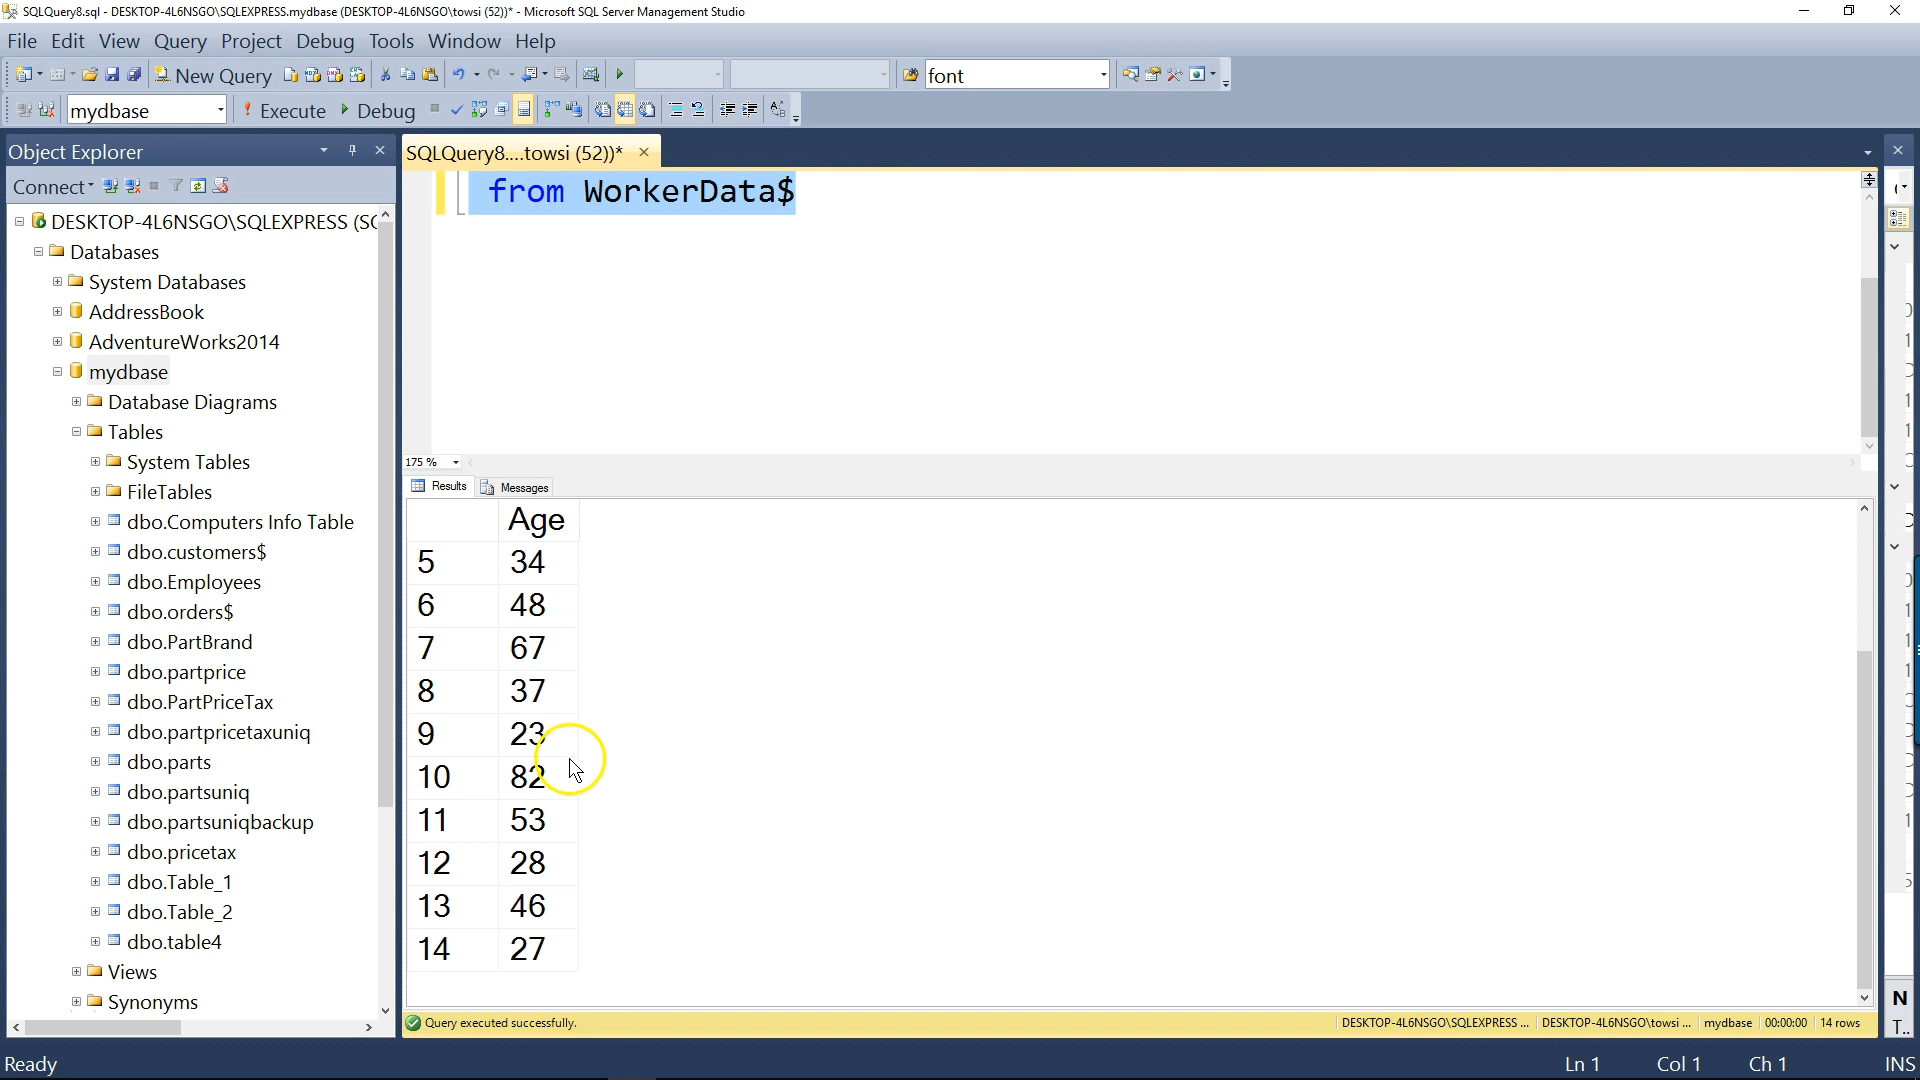 SQLQuery8.sql - DESKTOP-4L6NSGO\SQLEXPRESS.mydbase (DESKTOP-4L6NSGO\towsi (52))* - Microsoft SQL Server Management Studio
File Edit View Query Project Debug Tools Window Help
New Query font
mydbase Execute Debug
Object Explorer
SQLQuery8....towsi (52))*
Connect
from WorkerData$
DESKTOP-4L6NSGO\SQLEXPRESS (SQ
Databases
System Databases
AddressBook
AdventureWorks2014
mydbase
Database Diagrams
Tables
System Tables
FileTables
dbo.Computers Info Table
dbo.customers$
dbo.Employees
dbo.orders$
dbo.PartBrand
dbo.partprice
dbo.PartPriceTax
dbo.partpricetaxuniq
dbo.parts
dbo.partsuniq
dbo.partsuniqbackup
dbo.pricetax
dbo.Table_1
dbo.Table_2
dbo.table4
Views
Synonyms
175 %
Results Messages
Age
5 34
6 48
7 67
8 37
9 23
10 82
11 53
12 28
13 46
14 27
N
T..
Query executed successfully. DESKTOP-4L6NSGO\SQLEXPRESS ... DESKTOP-4L6NSGO\towsi ... mydbase 00:00:00 14 rows
Ready Ln 1 Col 1 Ch 1 INS